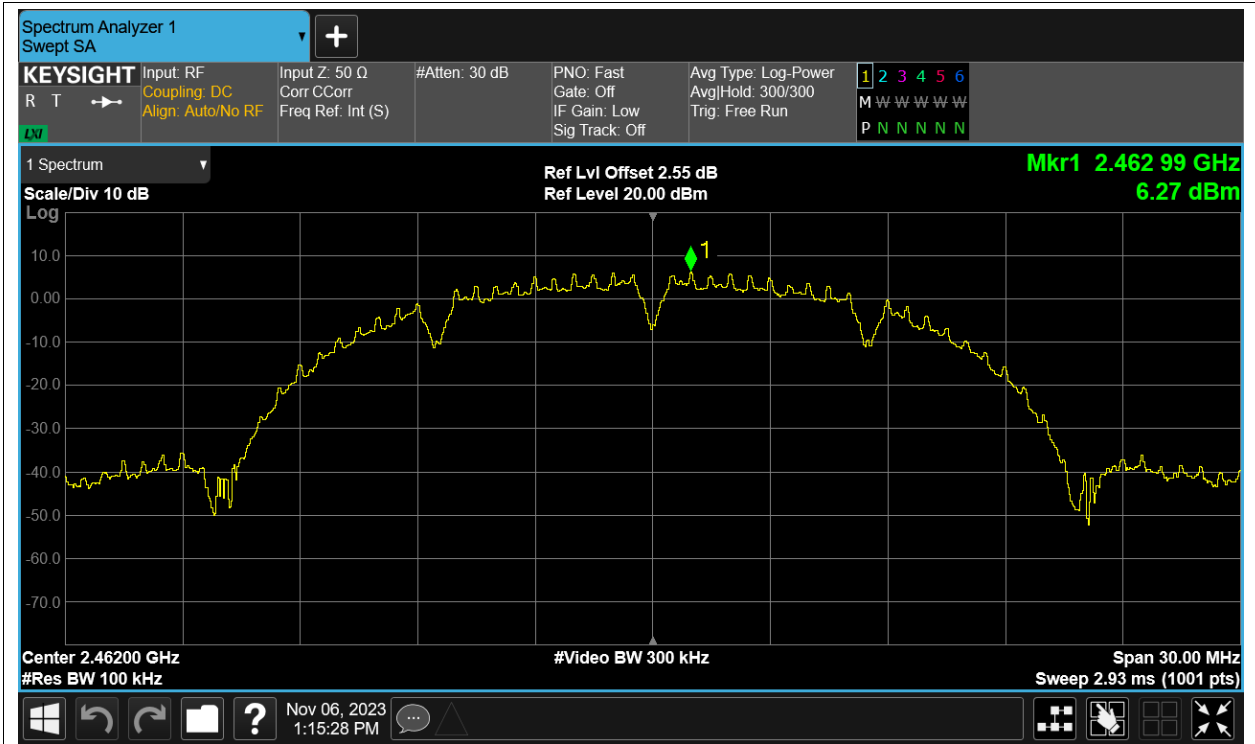 Spectrum Analyzer 1
Swept SA
KEYSIGHT
R T
LXI
Input: RF
Coupling: DC
Align: Auto/No RF
Input Z: 50 Ω
Corr CCorr
Freq Ref: Int (S)
#Atten: 30 dB
PNO: Fast
Gate: Off
IF Gain: Low
Sig Track: Off
Avg Type: Log-Power
Avg|Hold: 300/300
Trig: Free Run
1 2 3 4 5 6
M W W W W W
P N N N N N
1 Spectrum
Scale/Div 10 dB
Log
Ref Lvl Offset 2.55 dB
Ref Level 20.00 dBm
Mkr1 2.462 99 GHz
6.27 dBm
1
10.0
0.00
-10.0
-20.0
-30.0
-40.0
-50.0
-60.0
-70.0
Center 2.46200 GHz
#Video BW 300 kHz
Span 30.00 MHz
#Res BW 100 kHz
Sweep 2.93 ms (1001 pts)
?
Nov 06, 2023
1:15:28 PM